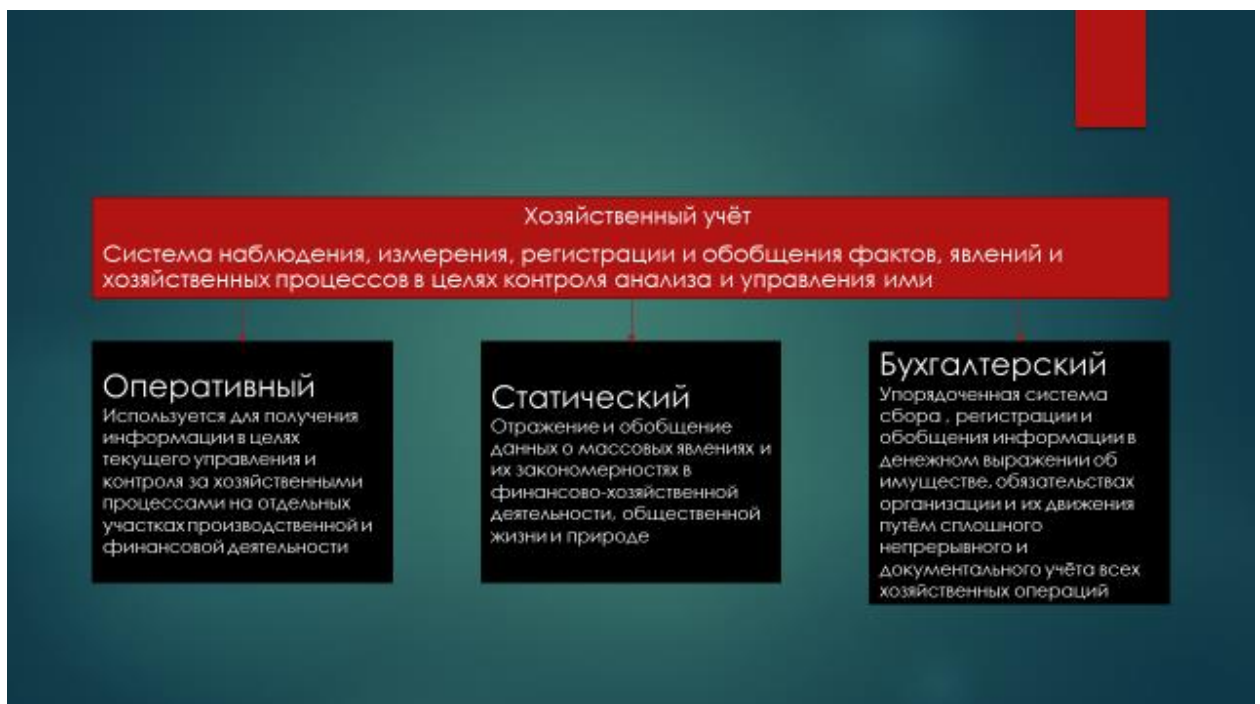 Хозяйственный учёт
Система наблюдения, измерения, регистрации и обобщения фактов, явлений и
хозяйственных процессов в целях контроля анализа и управления ими
Оперативный
Используется для получения
информации в целях
текущего управления и
контроля за хозяйственными
процессами на отдельных
участках производственной и
финансовой деятельности
Статический
Отражение и обобщение
данных о массовых явлениях и
их закономерностях в
финансово-хозяйственной
деятельности, общественной
жизни и природе
Бухгалтерский
Упорядоченная система
сбора , регистрации и
обобщения информации в
денежном выражении об
имуществе, обязательствах
организации и их движения
путём сплошного
непрерывного и
документального учёта всех
хозяйственных операций